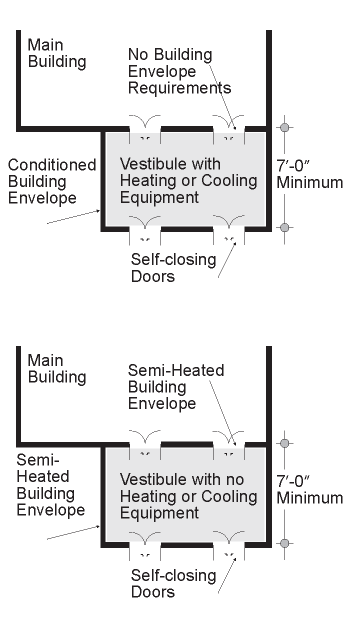 Main
Building
No Building
Envelope
Requirements
Conditioned
Building
Envelope
Vestibule with
Heating or Cooling
Equipment
7′-0″
Minimum
Self-closing
Doors
Main
Building
Semi-Heated
Building
Envelope
Semi-
Heated
Building
Envelope
Vestibule with no
Heating or Cooling
Equipment
7′-0″
Minimum
Self-closing
Doors